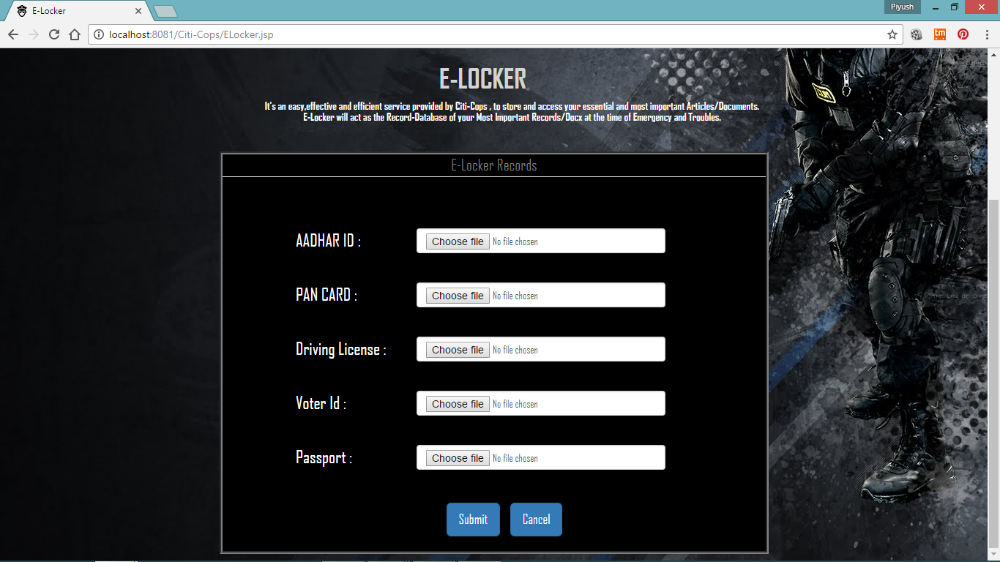 E-Locker
Piyush
localhost:8081/Citi-Cops/ELocker.jsp
tm
E-LOCKER
It's an easy,effective and efficient service provided by Citi-Cops , to store and access your essential and most important Articles/Documents.
E-Locker will act as the Record-Database of your Most Important Records/Docx at the time of Emergency and Troubles.
E-Locker Records
AADHAR ID :
Choose file No file chosen
PAN CARD :
Choose file No file chosen
Driving License :
Choose file No file chosen
Voter Id :
Choose file No file chosen
Passport :
Choose file No file chosen
Submit Cancel